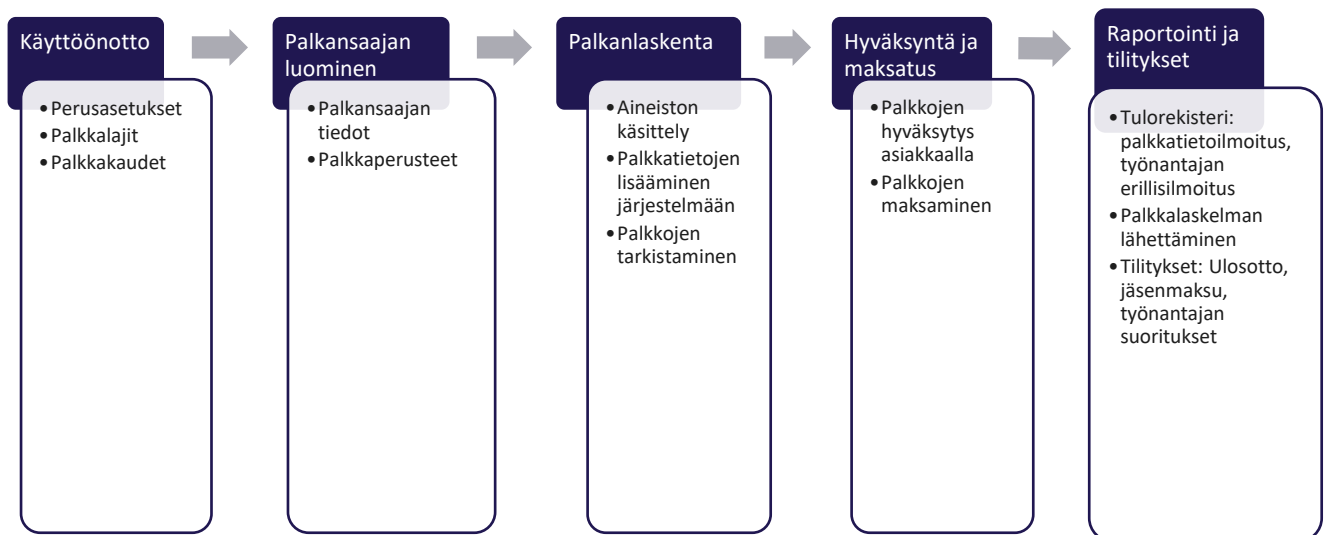 Käyttöönotto
•Perusasetukset
•Palkkalajit
•Palkkakaudet
Palkansaajan
luominen
•Palkansaajan
tiedot
•Palkkaperusteet
Palkanlaskenta
•Aineiston
käsittely
•Palkkatietojen
lisääminen
järjestelmään
•Palkkojen
tarkistaminen
Hyväksyntä ja
maksatus
•Palkkojen
hyväksytys
asiakkaalla
•Palkkojen
maksaminen
Raportointi ja
tilitykset
•Tulorekisteri:
palkkatietoilmoitus,
työnantajan
erillisilmoitus
•Palkkalaskelman
lähettäminen
•Tilitykset: Ulosotto,
jäsenmaksu,
työnantajan
suoritukset